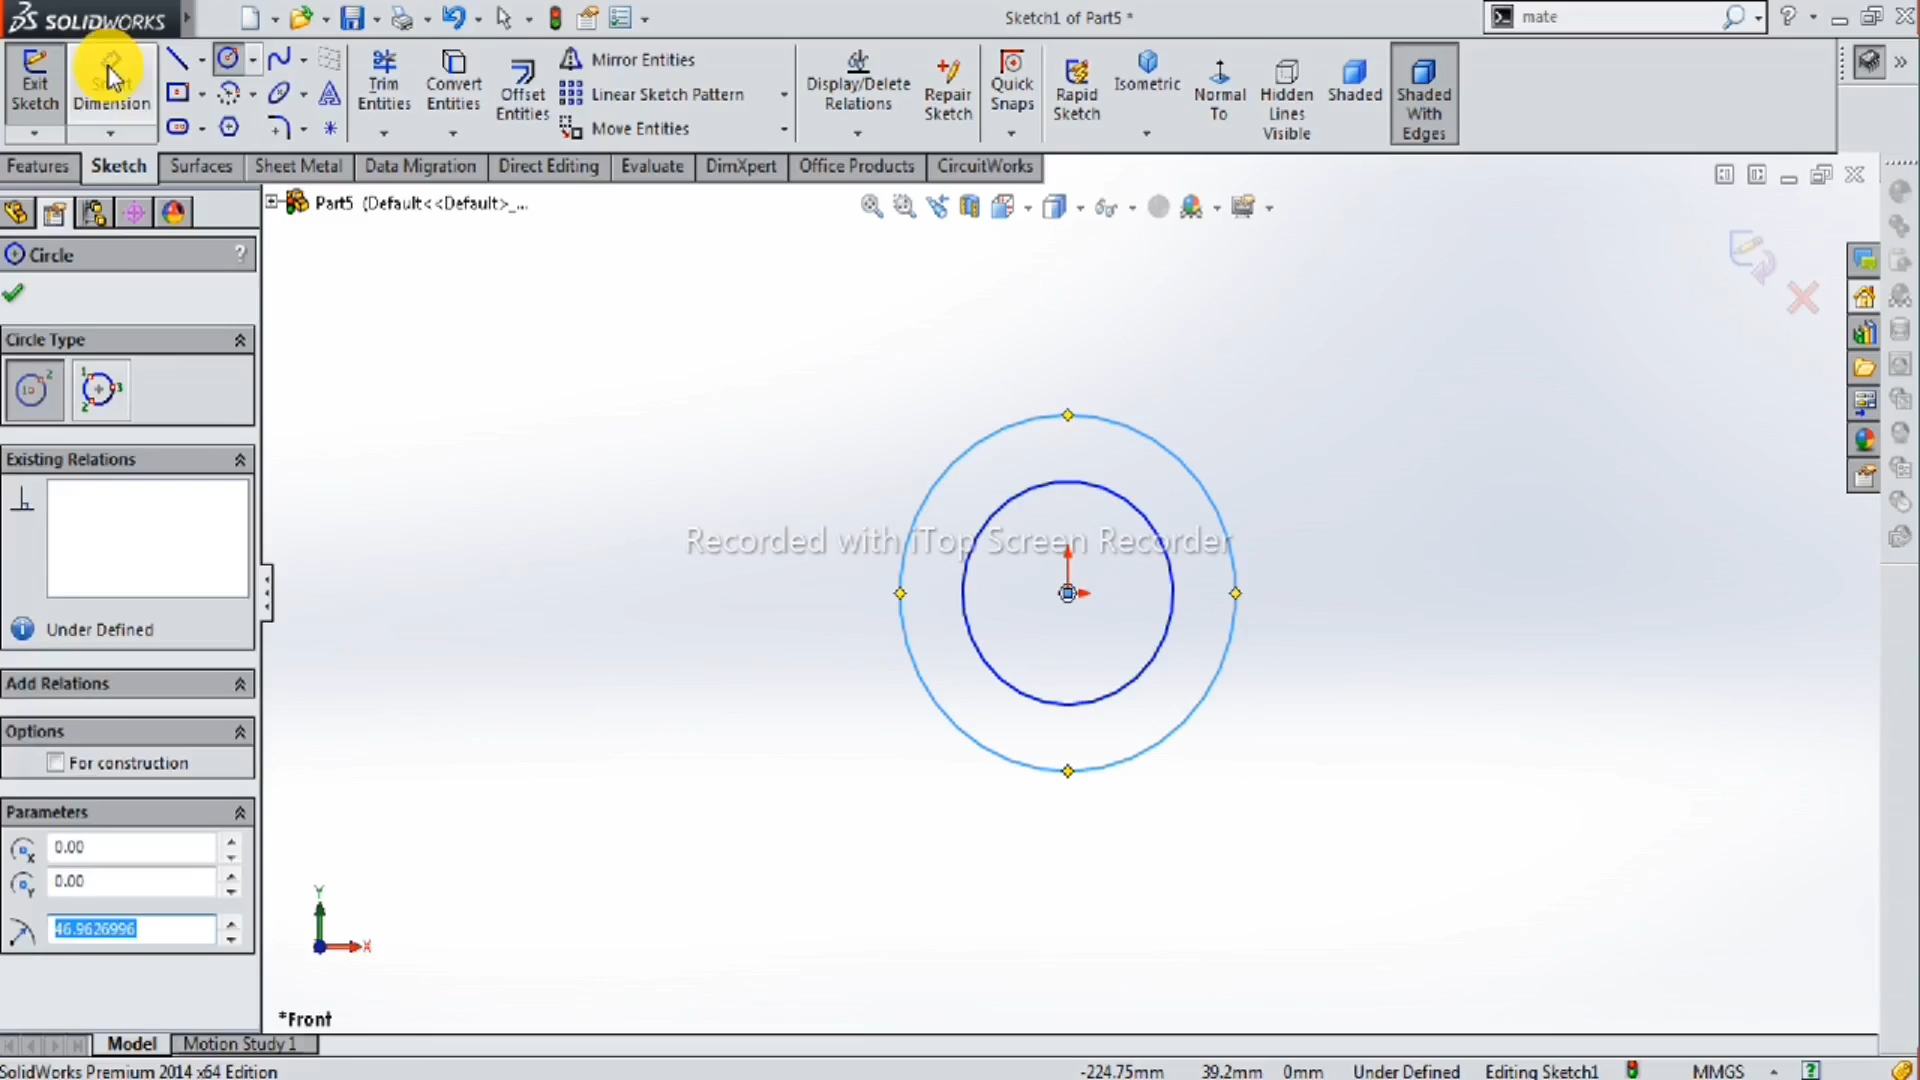 SOLIDWORKS
Sketch1 of Part5 *
mate
Exit Sketch
Smart Dimension
Trim Entities
Convert Entities
Offset Entities
Mirror Entities
Linear Sketch Pattern
Move Entities
Display/Delete Relations
Repair Sketch
Quick Snaps
Rapid Sketch
Isometric
Normal To
Hidden Lines Visible
Shaded
Shaded With Edges
Features
Sketch
Surfaces
Sheet Metal
Data Migration
Direct Editing
Evaluate
DimXpert
Office Products
CircuitWorks
Part5 (Default<<Default>_...
Circle
?
Circle Type
Existing Relations
Under Defined
Add Relations
Options
For construction
Parameters
0.00
0.00
46.9626996
Recorded with iTop Screen Recorder
Y
X
*Front
Model
Motion Study 1
SolidWorks Premium 2014 x64 Edition
-224.75mm
39.2mm
0mm
Under Defined
Editing Sketch1
MMGS